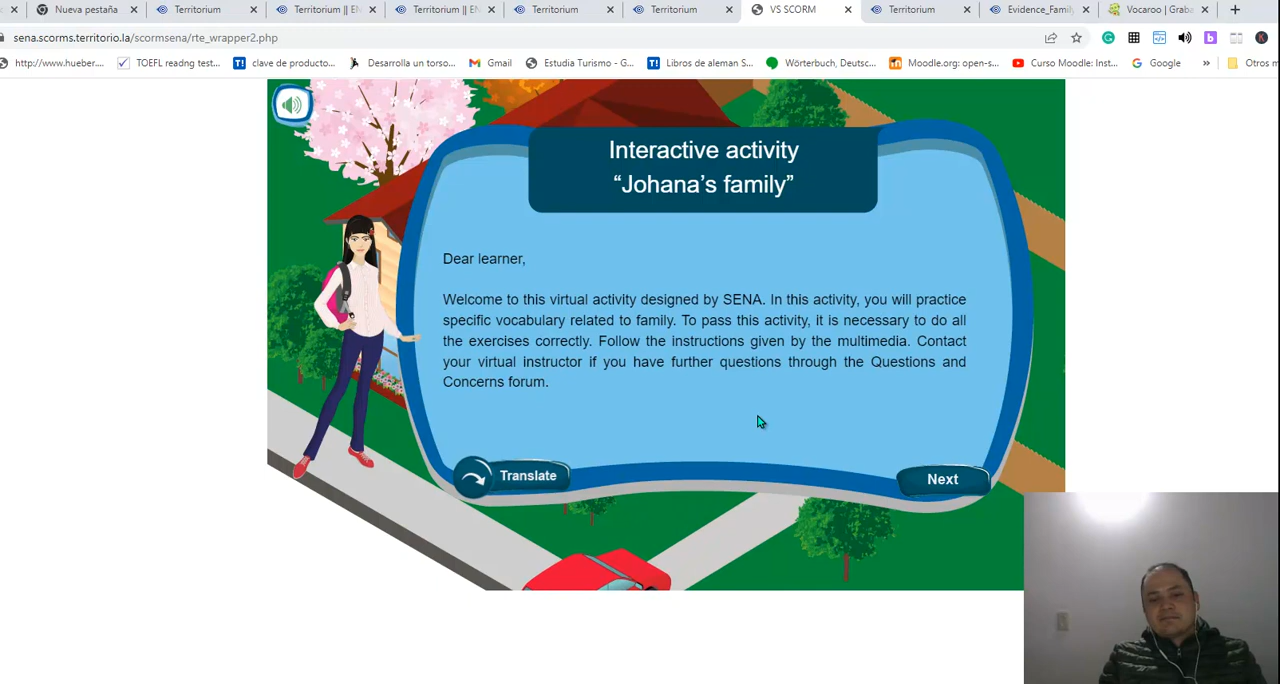 Nueva pestaña
Territorium
Territorium || EN
Territorium || EN
Territorium
Territorium
VS SCORM
Territorium
Evidence_Family
Vocaroo | Graba
sena.scorms.territorio.la/scormsena/rte_wrapper2.php
http://www.hueber....
TOEFL readng test...
clave de producto...
Desarrolla un torso...
Gmail
Estudia Turismo - G...
Libros de aleman S...
Wörterbuch, Deutsc...
Moodle.org: open-s...
Curso Moodle: Inst...
Google
»
Otros m
Interactive activity
“Johana’s family”
Dear learner,
Welcome to this virtual activity designed by SENA. In this activity, you will practice
specific vocabulary related to family. To pass this activity, it is necessary to do all
the exercises correctly. Follow the instructions given by the multimedia. Contact
your virtual instructor if you have further questions through the Questions and
Concerns forum.
Translate
Next